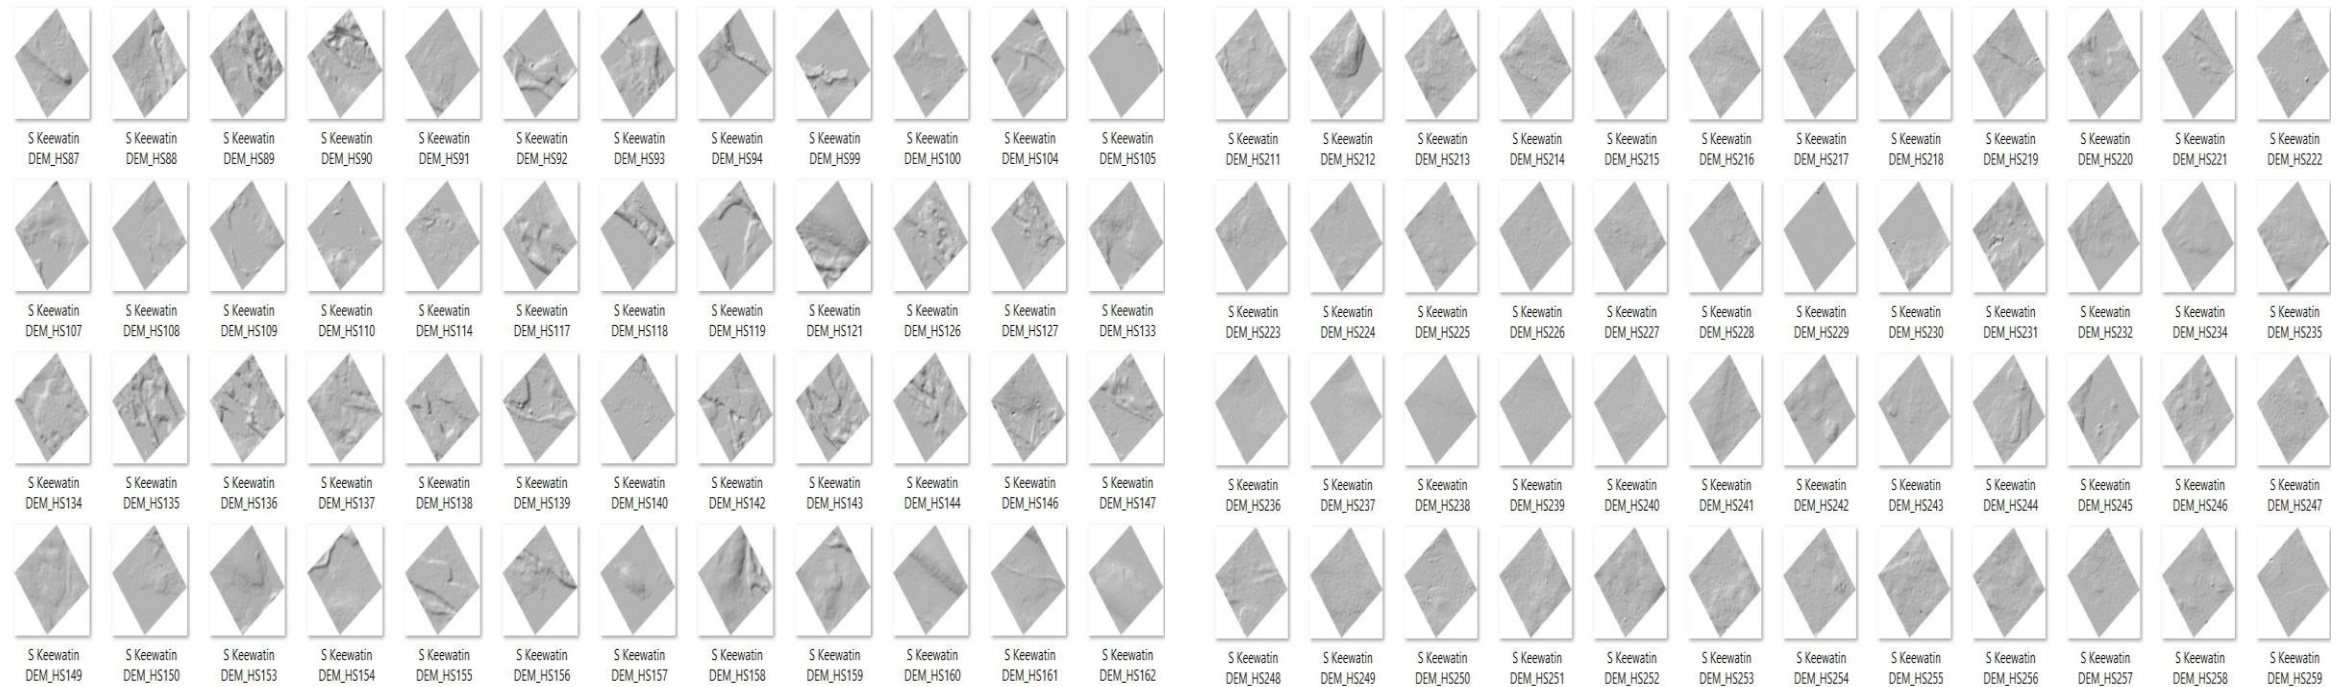 S Keewatin
DEM_HS87
S Keewatin
DEM_HS88
S Keewatin
DEM_HS89
S Keewatin
DEM_HS90
S Keewatin
DEM_HS91
S Keewatin
DEM_HS92
S Keewatin
DEM_HS93
S Keewatin
DEM_HS94
S Keewatin
DEM_HS99
S Keewatin
DEM_HS100
S Keewatin
DEM_HS104
S Keewatin
DEM_HS105
S Keewatin
DEM_HS107
S Keewatin
DEM_HS108
S Keewatin
DEM_HS109
S Keewatin
DEM_HS110
S Keewatin
DEM_HS114
S Keewatin
DEM_HS117
S Keewatin
DEM_HS118
S Keewatin
DEM_HS119
S Keewatin
DEM_HS121
S Keewatin
DEM_HS126
S Keewatin
DEM_HS127
S Keewatin
DEM_HS133
S Keewatin
DEM_HS134
S Keewatin
DEM_HS135
S Keewatin
DEM_HS136
S Keewatin
DEM_HS137
S Keewatin
DEM_HS138
S Keewatin
DEM_HS139
S Keewatin
DEM_HS140
S Keewatin
DEM_HS142
S Keewatin
DEM_HS143
S Keewatin
DEM_HS144
S Keewatin
DEM_HS146
S Keewatin
DEM_HS147
S Keewatin
DEM_HS149
S Keewatin
DEM_HS150
S Keewatin
DEM_HS153
S Keewatin
DEM_HS154
S Keewatin
DEM_HS155
S Keewatin
DEM_HS156
S Keewatin
DEM_HS157
S Keewatin
DEM_HS158
S Keewatin
DEM_HS159
S Keewatin
DEM_HS160
S Keewatin
DEM_HS161
S Keewatin
DEM_HS162
S Keewatin
DEM_HS211
S Keewatin
DEM_HS212
S Keewatin
DEM_HS213
S Keewatin
DEM_HS214
S Keewatin
DEM_HS215
S Keewatin
DEM_HS216
S Keewatin
DEM_HS217
S Keewatin
DEM_HS218
S Keewatin
DEM_HS219
S Keewatin
DEM_HS220
S Keewatin
DEM_HS221
S Keewatin
DEM_HS222
S Keewatin
DEM_HS223
S Keewatin
DEM_HS224
S Keewatin
DEM_HS225
S Keewatin
DEM_HS226
S Keewatin
DEM_HS227
S Keewatin
DEM_HS228
S Keewatin
DEM_HS229
S Keewatin
DEM_HS230
S Keewatin
DEM_HS231
S Keewatin
DEM_HS232
S Keewatin
DEM_HS234
S Keewatin
DEM_HS235
S Keewatin
DEM_HS236
S Keewatin
DEM_HS237
S Keewatin
DEM_HS238
S Keewatin
DEM_HS239
S Keewatin
DEM_HS240
S Keewatin
DEM_HS241
S Keewatin
DEM_HS242
S Keewatin
DEM_HS243
S Keewatin
DEM_HS244
S Keewatin
DEM_HS245
S Keewatin
DEM_HS246
S Keewatin
DEM_HS247
S Keewatin
DEM_HS248
S Keewatin
DEM_HS249
S Keewatin
DEM_HS250
S Keewatin
DEM_HS251
S Keewatin
DEM_HS252
S Keewatin
DEM_HS253
S Keewatin
DEM_HS254
S Keewatin
DEM_HS255
S Keewatin
DEM_HS256
S Keewatin
DEM_HS257
S Keewatin
DEM_HS258
S Keewatin
DEM_HS259